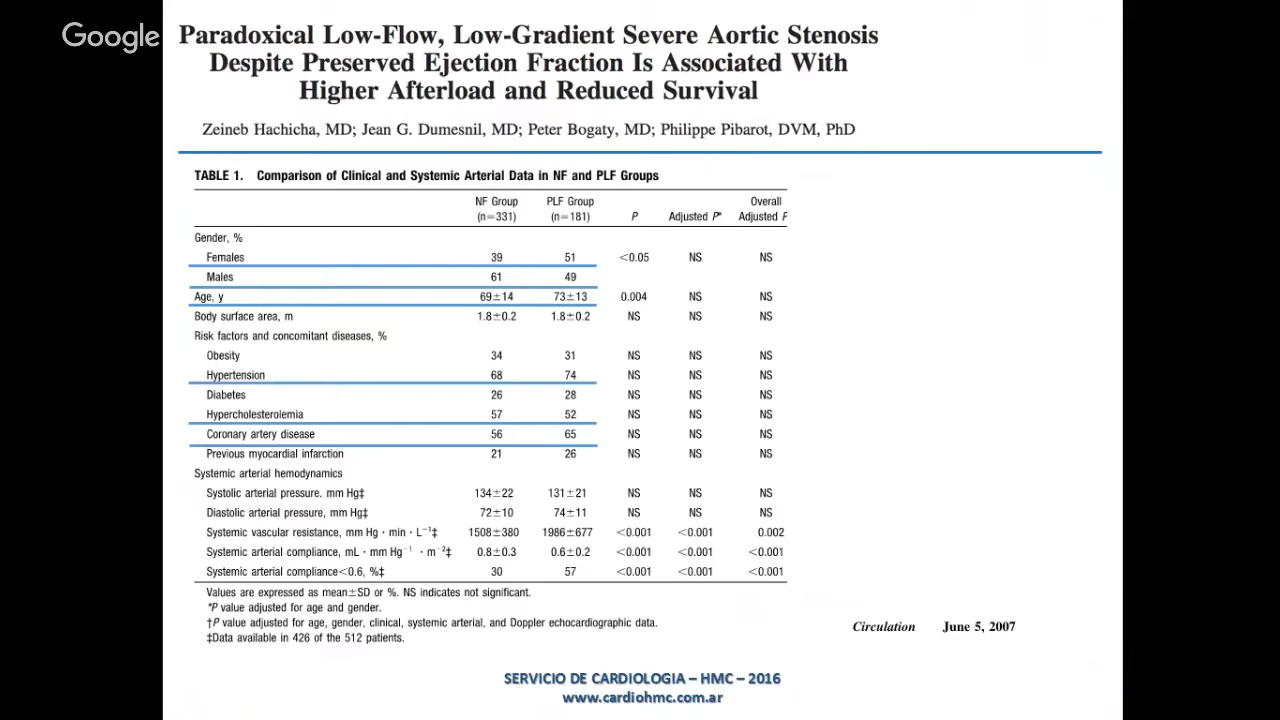 Google
Paradoxical Low-Flow, Low-Gradient Severe Aortic Stenosis
Despite Preserved Ejection Fraction Is Associated With
Higher Afterload and Reduced Survival
Zeineb Hachicha, MD; Jean G. Dumesnil, MD; Peter Bogaty, MD; Philippe Pibarot, DVM, PhD
TABLE 1. Comparison of Clinical and Systemic Arterial Data in NF and PLF Groups
NF Group PLF Group Overall
(n=331) (n=181) P Adjusted P* Adjusted P
Gender, %
Females 39 51 <0.05 NS NS
Males 61 49
Age, y 69±14 73±13 0.004 NS NS
Body surface area, m 1.8±0.2 1.8±0.2 NS NS NS
Risk factors and concomitant diseases, %
Obesity 34 31 NS NS NS
Hypertension 68 74 NS NS NS
Diabetes 26 28 NS NS NS
Hypercholesterolemia 57 52 NS NS NS
Coronary artery disease 56 65 NS NS NS
Previous myocardial infarction 21 26 NS NS NS
Systemic arterial hemodynamics
Systolic arterial pressure. mm Hg‡ 134±22 131±21 NS NS NS
Diastolic arterial pressure, mm Hg‡ 72±10 74±11 NS NS NS
Systemic vascular resistance, mm Hg · min · L⁻¹‡ 1508±380 1986±677 <0.001 <0.001 0.002
Systemic arterial compliance, mL · mm Hg⁻¹ · m⁻²‡ 0.8±0.3 0.6±0.2 <0.001 <0.001 <0.001
Systemic arterial compliance<0.6, %‡ 30 57 <0.001 <0.001 <0.001
Values are expressed as mean±SD or %. NS indicates not significant.
*P value adjusted for age and gender.
†P value adjusted for age, gender, clinical, systemic arterial, and Doppler echocardiographic data.
‡Data available in 426 of the 512 patients.
Circulation June 5, 2007
SERVICIO DE CARDIOLOGIA – HMC – 2016
www.cardiohmc.com.ar